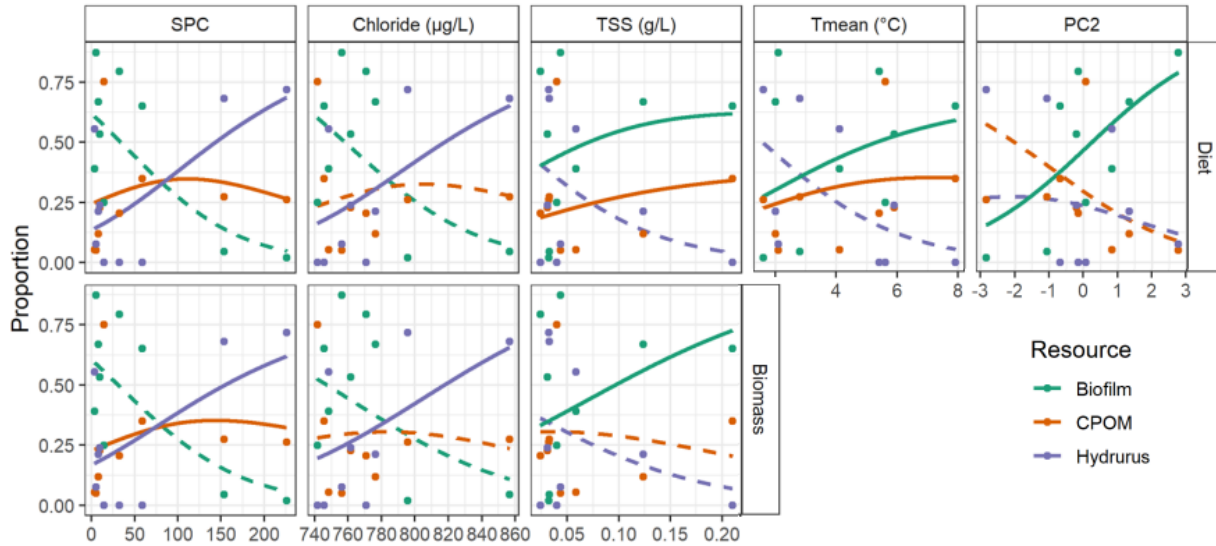 SPC
Chloride (µg/L)
TSS (g/L)
Tmean (°C)
PC2
Proportion
0.75
0.50
0.25
0.00
Diet
4 6 8
-3 -2 -1 0 1 2 3
0.75
0.50
0.25
0.00
Biomass
0 50 100 150 200
740 760 780 800 820 840 860
0.05 0.10 0.15 0.20
Resource
Biofilm
CPOM
Hydrurus